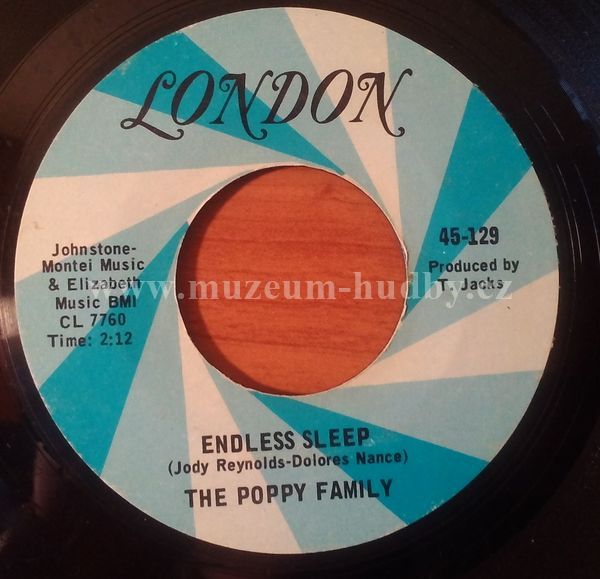 LONDON
Johnstone-
Montei Music
& Elizabeth
Music BMI
CL 7760
Time: 2:12
45-129
Produced by
T. Jacks
www.muzeum-hudby.cz
ENDLESS SLEEP
(Jody Reynolds-Dolores Nance)
THE POPPY FAMILY